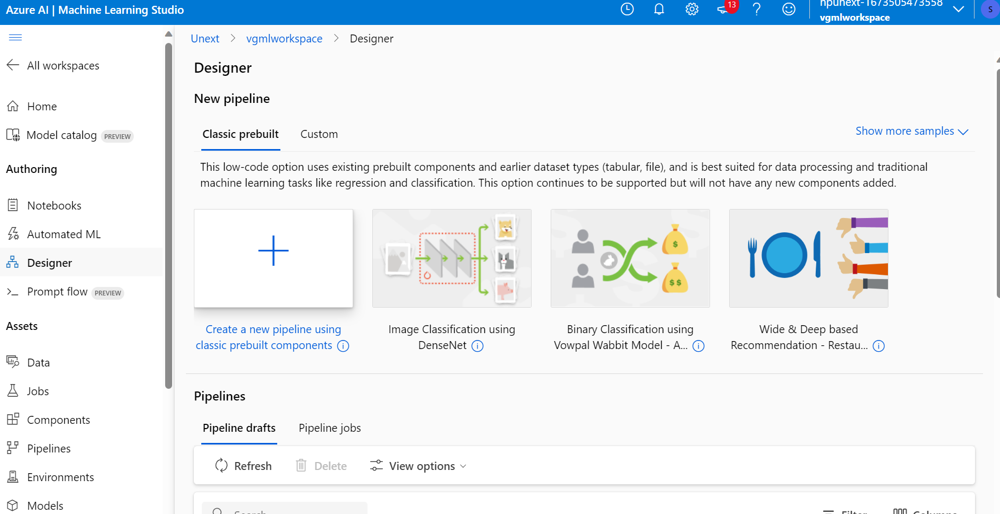 Azure AI | Machine Learning Studio
13
?
npunext-1673505473558
vgmlworkspace
S
All workspaces
Home
Model catalog PREVIEW
Authoring
Notebooks
Automated ML
Designer
Prompt flow PREVIEW
Assets
Data
Jobs
Components
Pipelines
Environments
Models
Unext > vgmlworkspace > Designer
Designer
New pipeline
Classic prebuilt Custom
Show more samples
This low-code option uses existing prebuilt components and earlier dataset types (tabular, file), and is best suited for data processing and traditional
machine learning tasks like regression and classification. This option continues to be supported but will not have any new components added.
Create a new pipeline using
classic prebuilt components
Image Classification using
DenseNet
$
$ $
Binary Classification using
Vowpal Wabbit Model - A...
Wide & Deep based
Recommendation - Restau...
Pipelines
Pipeline drafts Pipeline jobs
Refresh Delete View options
Search
Filter Columns